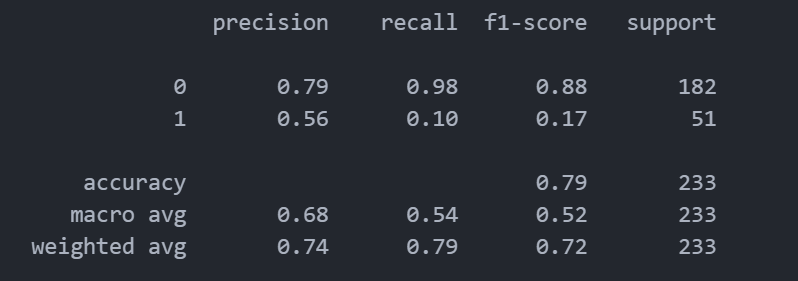 precision recall f1-score support
0 0.79 0.98 0.88 182
1 0.56 0.10 0.17 51
accuracy 0.79 233
macro avg 0.68 0.54 0.52 233
weighted avg 0.74 0.79 0.72 233